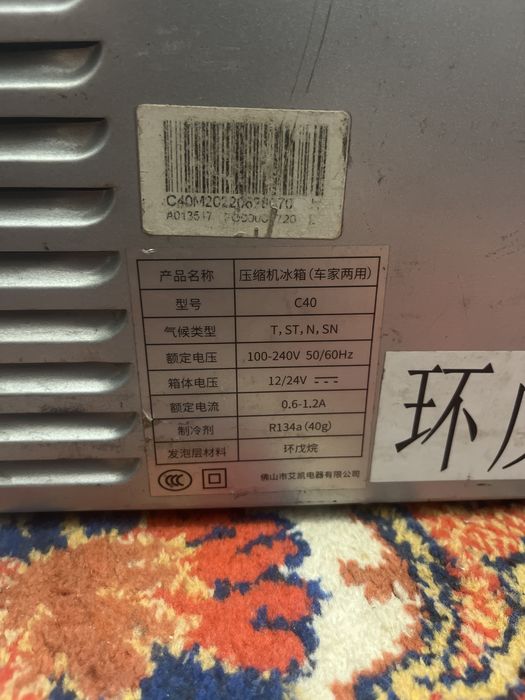 产品名称 压缩机冰箱(车家两用)
型号 C40
气候类型 T, ST, N, SN
额定电压 100-240V 50/60Hz
箱体电压 12/24V
额定电流 0.6-1.2A
制冷剂 R134a (40g)
发泡层材料 环戊烷
CCC 佛山市艾凯电器有限公司
环戊